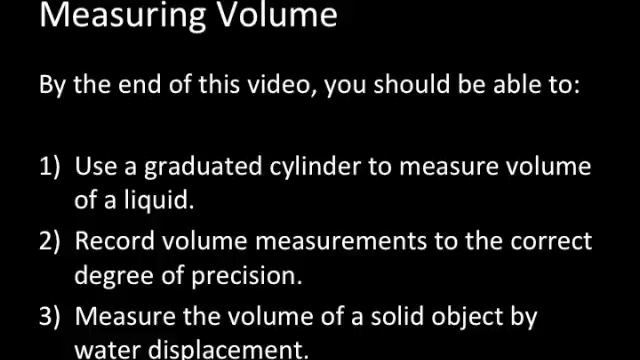 Measuring Volume
By the end of this video, you should be able to:
1) Use a graduated cylinder to measure volume
of a liquid.
2) Record volume measurements to the correct
degree of precision.
3) Measure the volume of a solid object by
water displacement.